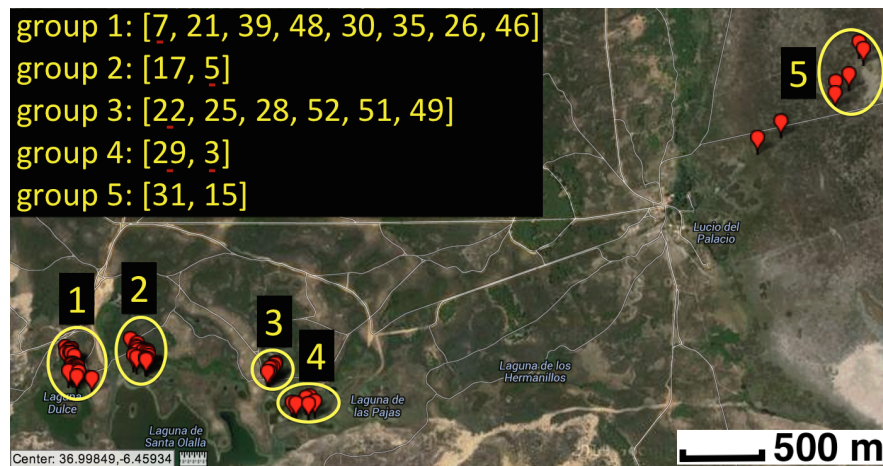 group 1: [7, 21, 39, 48, 30, 35, 26, 46]
group 2: [17, 5]
group 3: [22, 25, 28, 52, 51, 49]
group 4: [29, 3]
group 5: [31, 15]
5
Lucio del
Palacio
1
2
3
4
Laguna de los
Hermanillos
Laguna
Dulce
Laguna de
las Pajas
Laguna de
Santa Olalla
500 m
Center: 36.99849,-6.45934